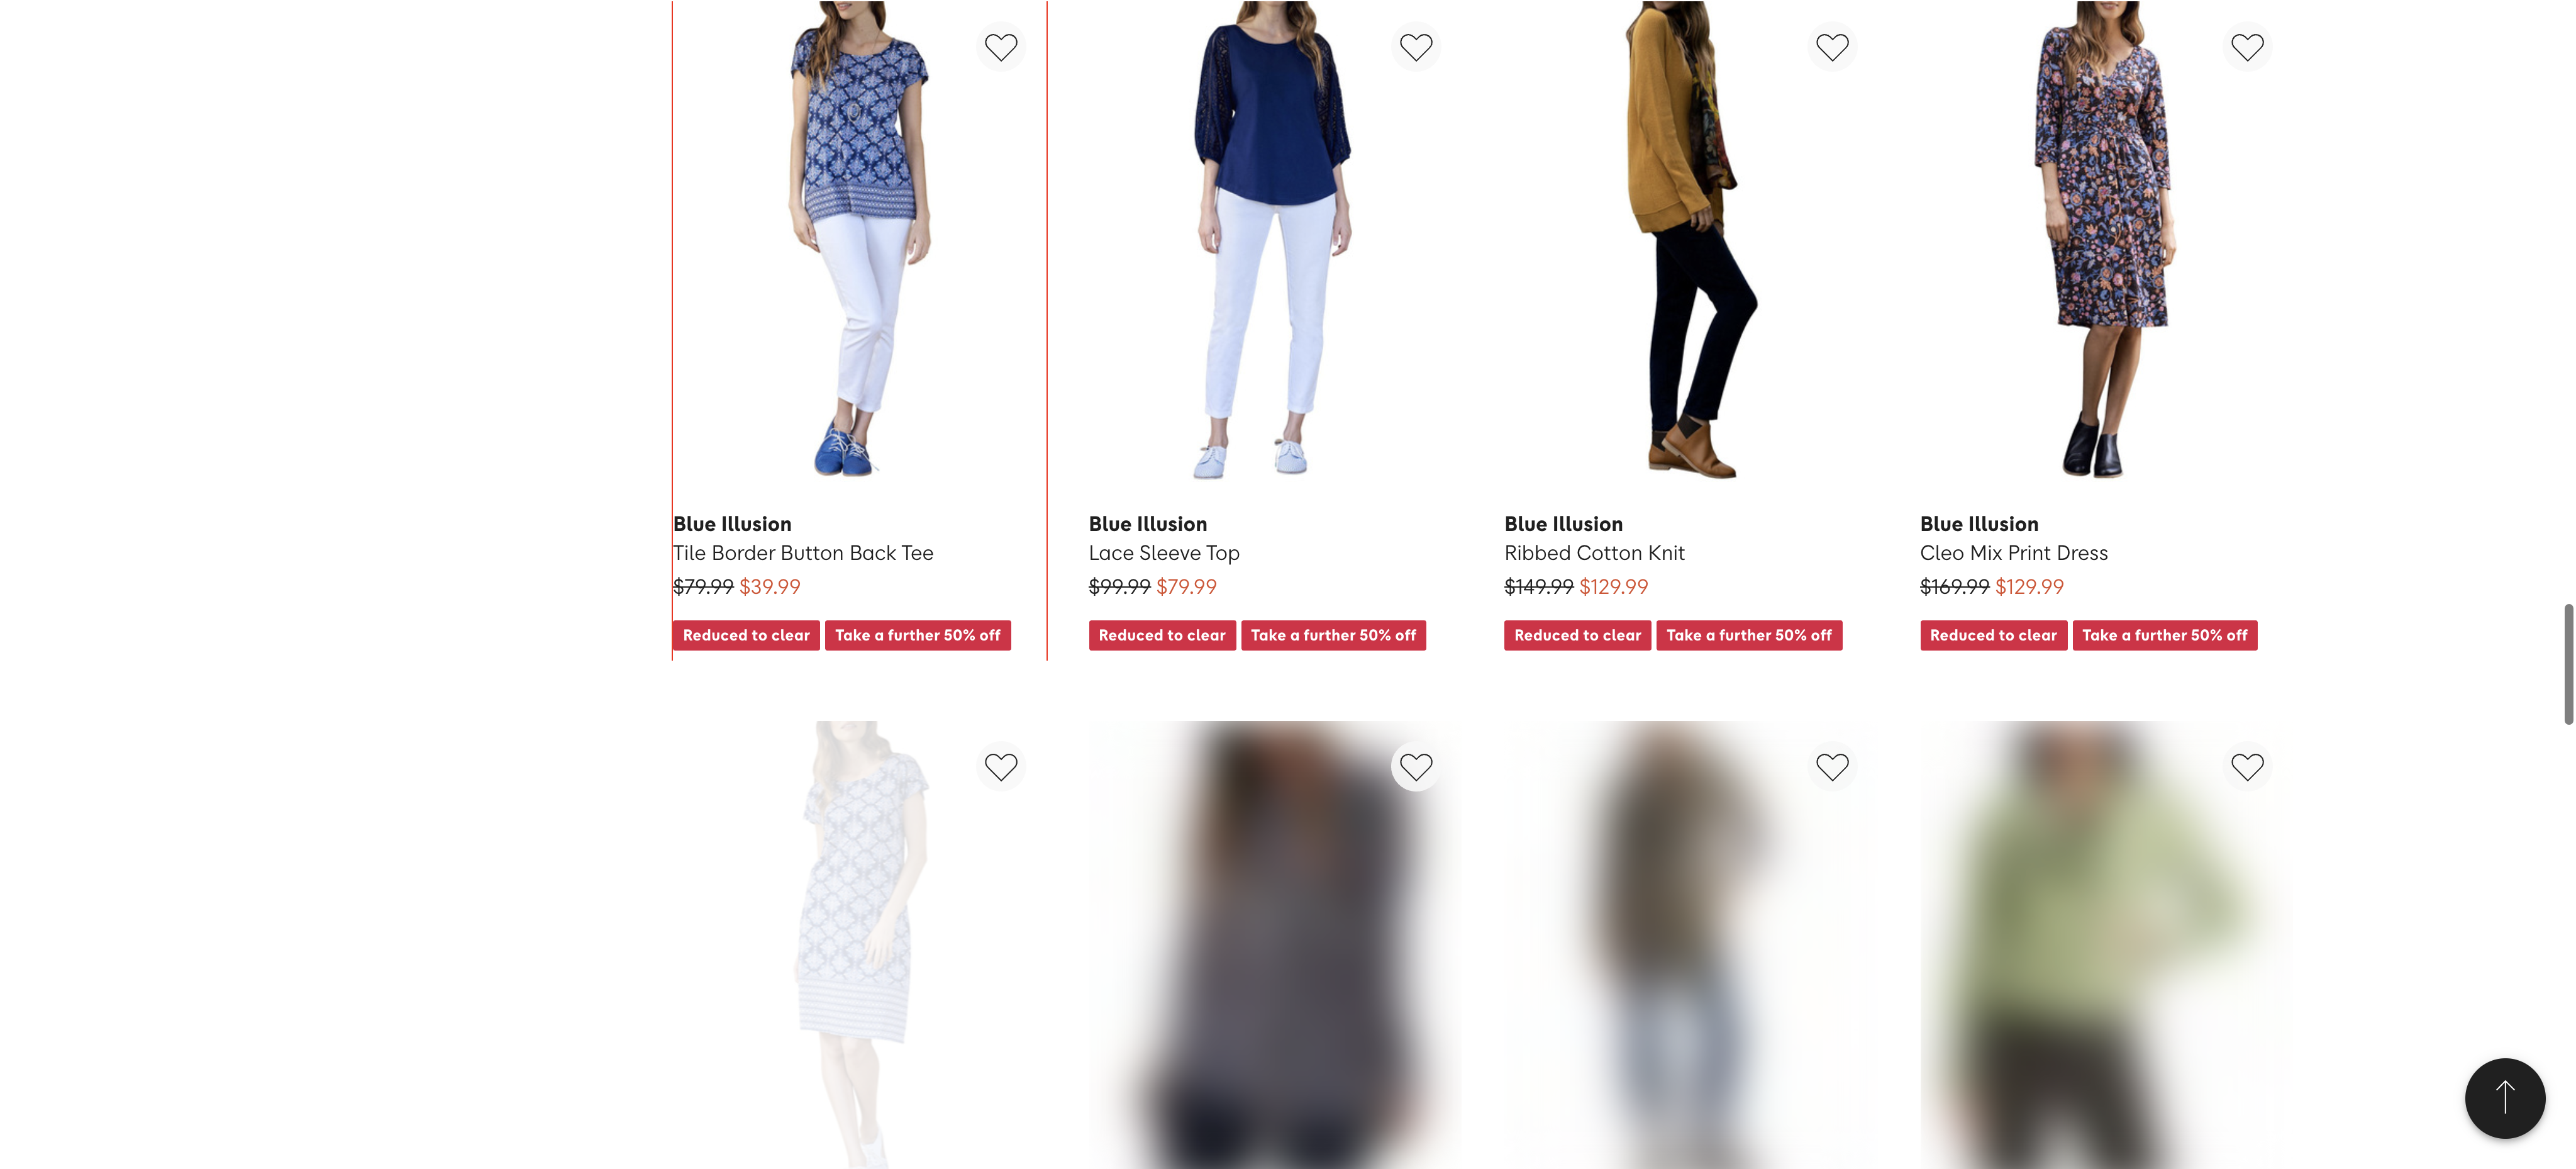 Blue Illusion
Tile Border Button Back Tee
$79.99 $39.99
Reduced to clear Take a further 50% off
Blue Illusion
Lace Sleeve Top
$99.99 $79.99
Reduced to clear Take a further 50% off
Blue Illusion
Ribbed Cotton Knit
$149.99 $129.99
Reduced to clear Take a further 50% off
Blue Illusion
Cleo Mix Print Dress
$169.99 $129.99
Reduced to clear Take a further 50% off